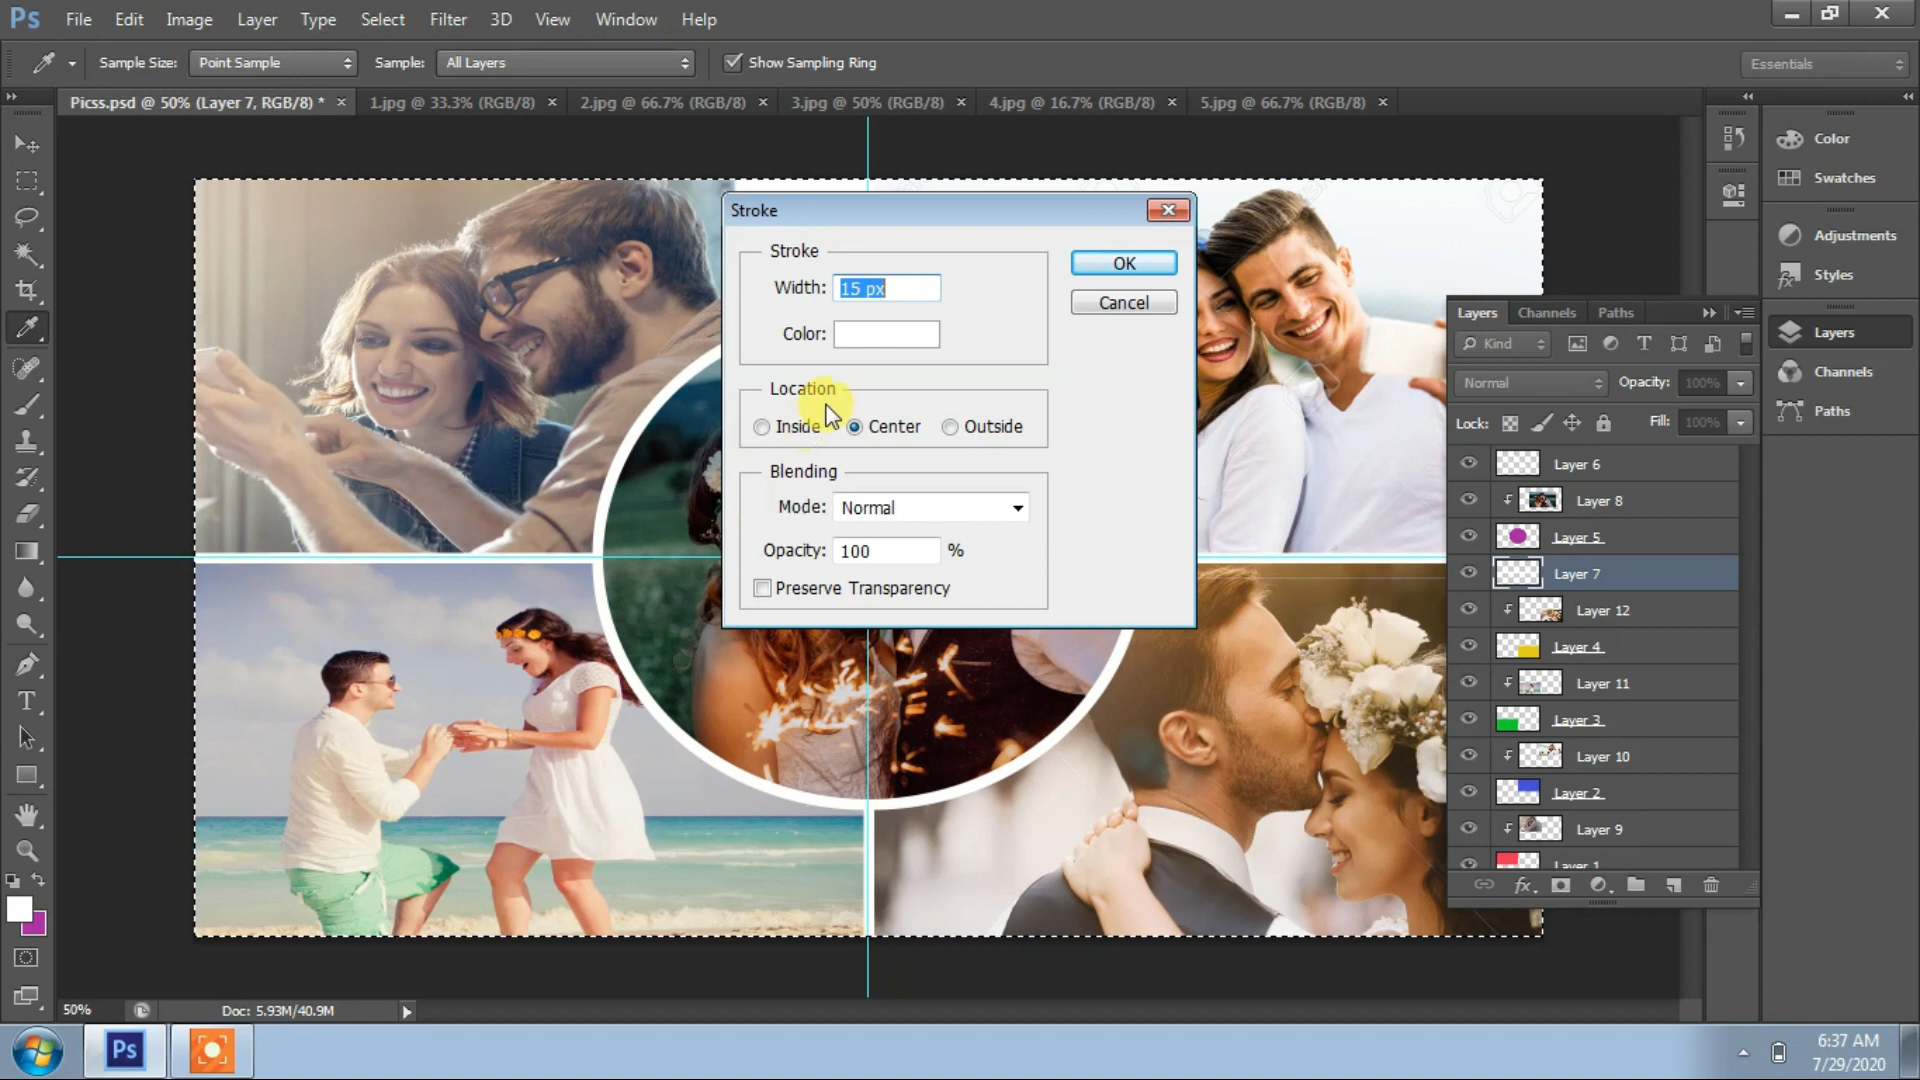 Ps File Edit Image Layer Type Select Filter 3D View Window Help
Sample Size: Point Sample Sample: All Layers Show Sampling Ring Essentials
Picss.psd @ 50% (Layer 7, RGB/8) * 1.jpg @ 33.3% (RGB/8) 2.jpg @ 66.7% (RGB/8) 3.jpg @ 50% (RGB/8) 4.jpg @ 16.7% (RGB/8) 5.jpg @ 66.7% (RGB/8)
Stroke
Stroke
Width: 15 px
Color:
OK
Cancel
Location
Inside Center Outside
Blending
Mode: Normal
Opacity: 100 %
Preserve Transparency
Color
Swatches
Adjustments
Styles
Layers
Channels
Paths
Layers Channels Paths
Kind
Normal Opacity: 100%
Lock: Fill: 100%
Layer 6
Layer 8
Layer 5
Layer 7
Layer 12
Layer 4
Layer 11
Layer 3
Layer 10
Layer 2
Layer 9
Layer 1
fx
50% Doc: 5.93M/40.9M
Ps
6:37 AM
7/29/2020